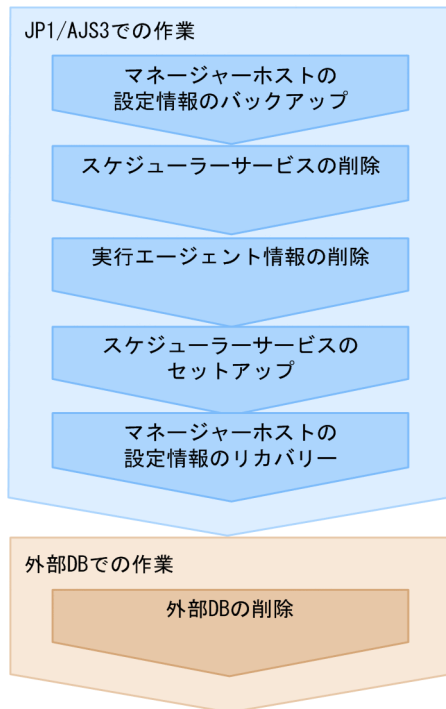 JP1/AJS3での作業
マネージャーホストの
設定情報のバックアップ
スケジューラーサービスの削除
実行エージェント情報の削除
スケジューラーサービスの
セットアップ
マネージャーホストの
設定情報のリカバリー
外部DBでの作業
外部DBの削除